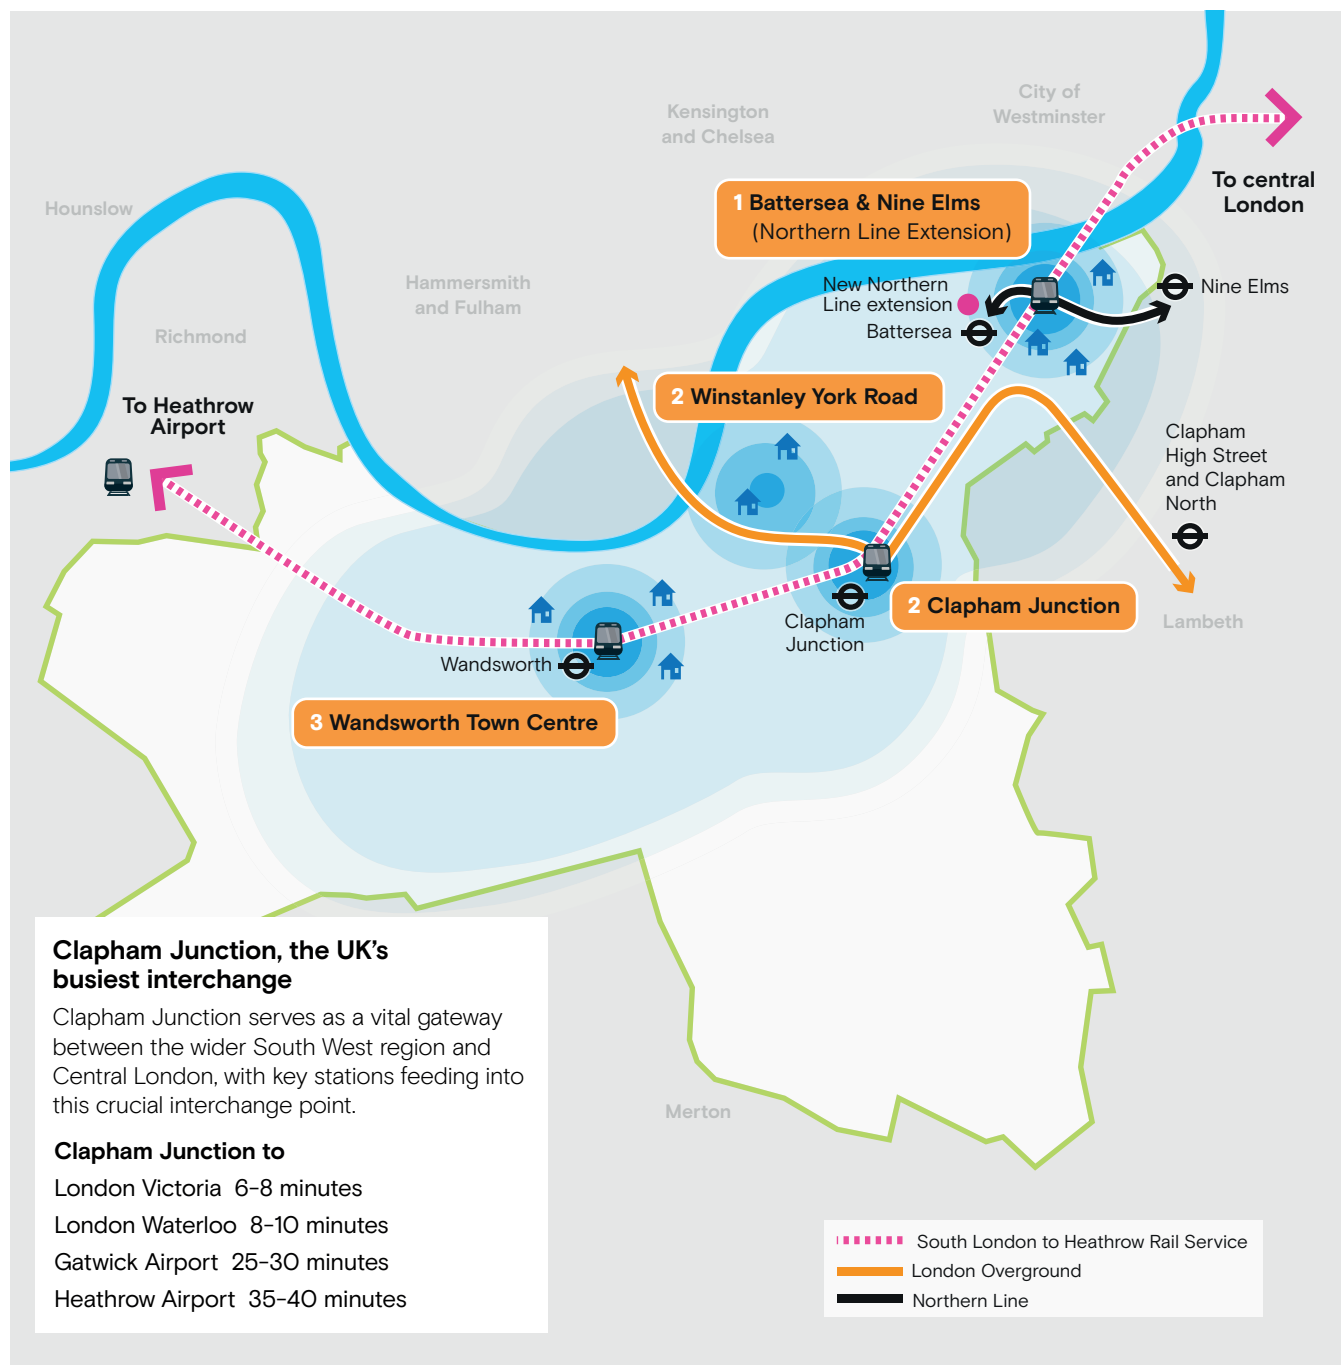 City of
Westminster
Kensington
and Chelsea
To central
London
Hounslow
1 Battersea & Nine Elms
(Northern Line Extension)
Hammersmith
and Fulham
New Northern
Line extension
Nine Elms
Battersea
Richmond
2 Winstanley York Road
To Heathrow
Airport
Clapham
High Street
and Clapham
North
2 Clapham Junction
Clapham
Junction
Lambeth
Wandsworth
3 Wandsworth Town Centre
Clapham Junction, the UK's
busiest interchange
Clapham Junction serves as a vital gateway
between the wider South West region and
Central London, with key stations feeding into
this crucial interchange point.
Clapham Junction to
London Victoria 6-8 minutes
London Waterloo 8-10 minutes
Gatwick Airport 25-30 minutes
Heathrow Airport 35-40 minutes
Merton
South London to Heathrow Rail Service
London Overground
Northern Line